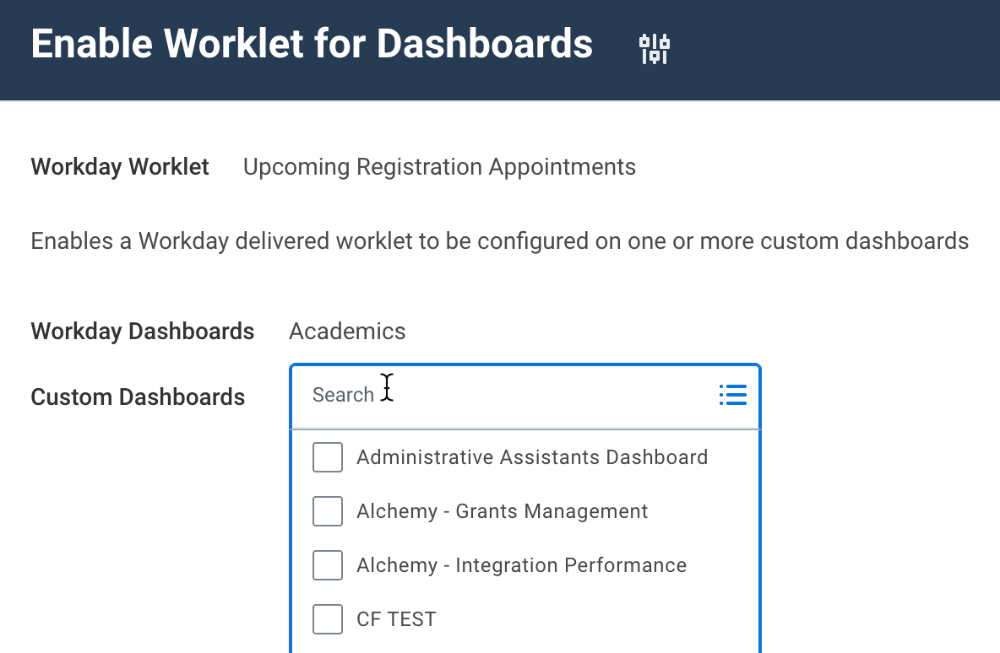 Enable Worklet for Dashboards
Workday Worklet Upcoming Registration Appointments
Enables a Workday delivered worklet to be configured on one or more custom dashboards
Workday Dashboards Academics
Custom Dashboards Search
Administrative Assistants Dashboard
Alchemy - Grants Management
Alchemy - Integration Performance
CF TEST